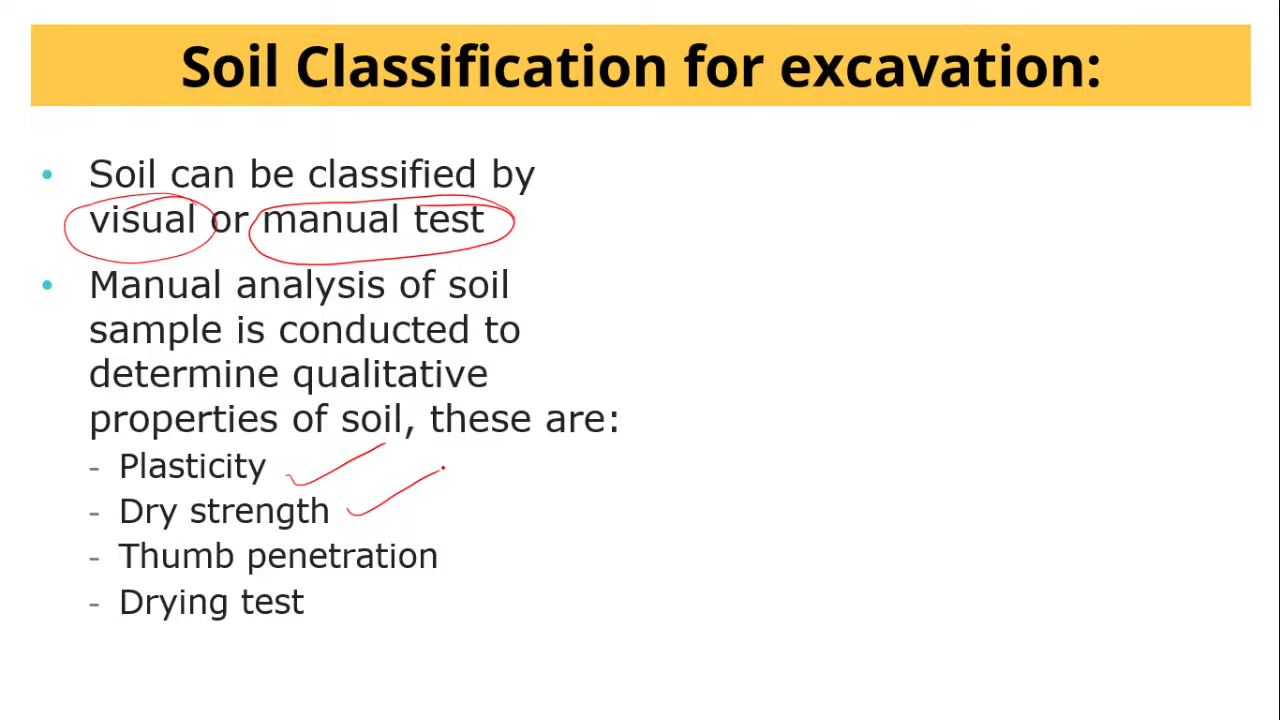 Soil Classification for excavation:
• Soil can be classified by
visual or manual test
• Manual analysis of soil
sample is conducted to
determine qualitative
properties of soil, these are:
- Plasticity
- Dry strength
- Thumb penetration
- Drying test